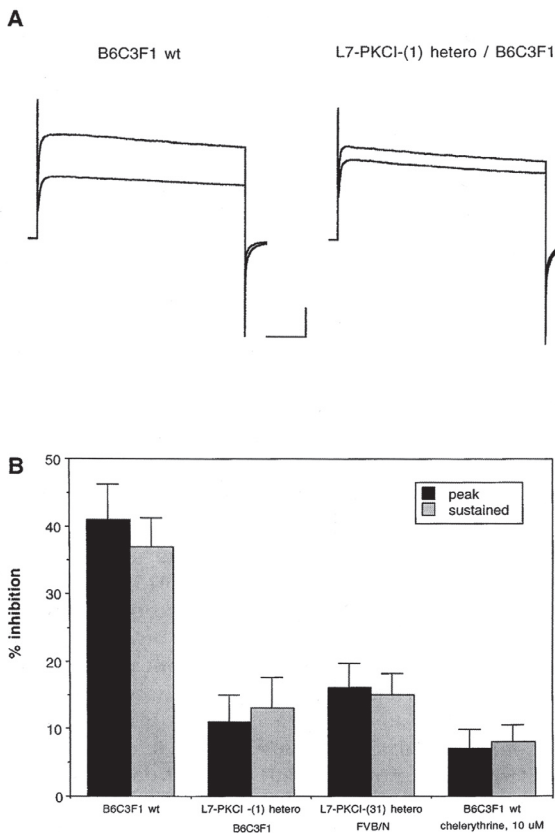 A
B6C3F1 wt
L7-PKCI-(1) hetero / B6C3F1
B
50
40
30
20
10
0
% inhibition
peak
sustained
B6C3F1 wt
L7-PKCI -(1) hetero
B6C3F1
L7-PKCI-(31) hetero
FVB/N
B6C3F1 wt
chelerythrine, 10 uM